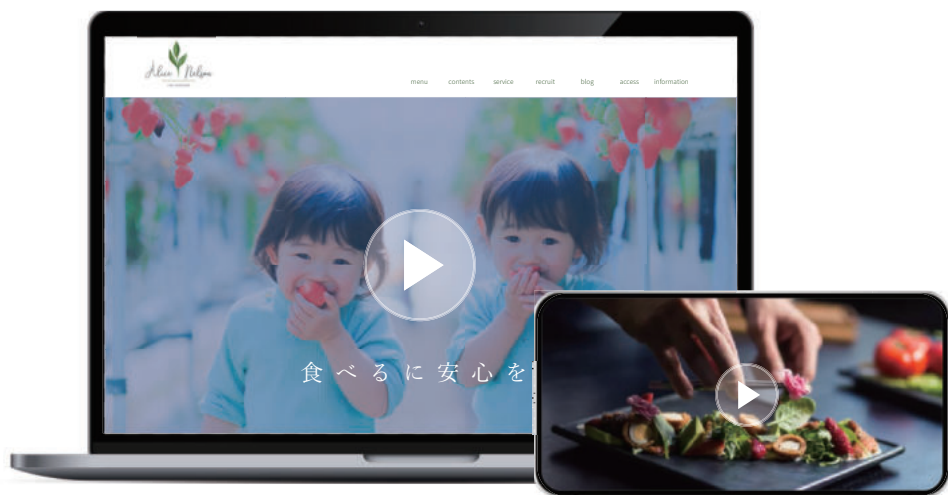 Alice Nelson
menu contents service recruit blog access information
食べるに安心を